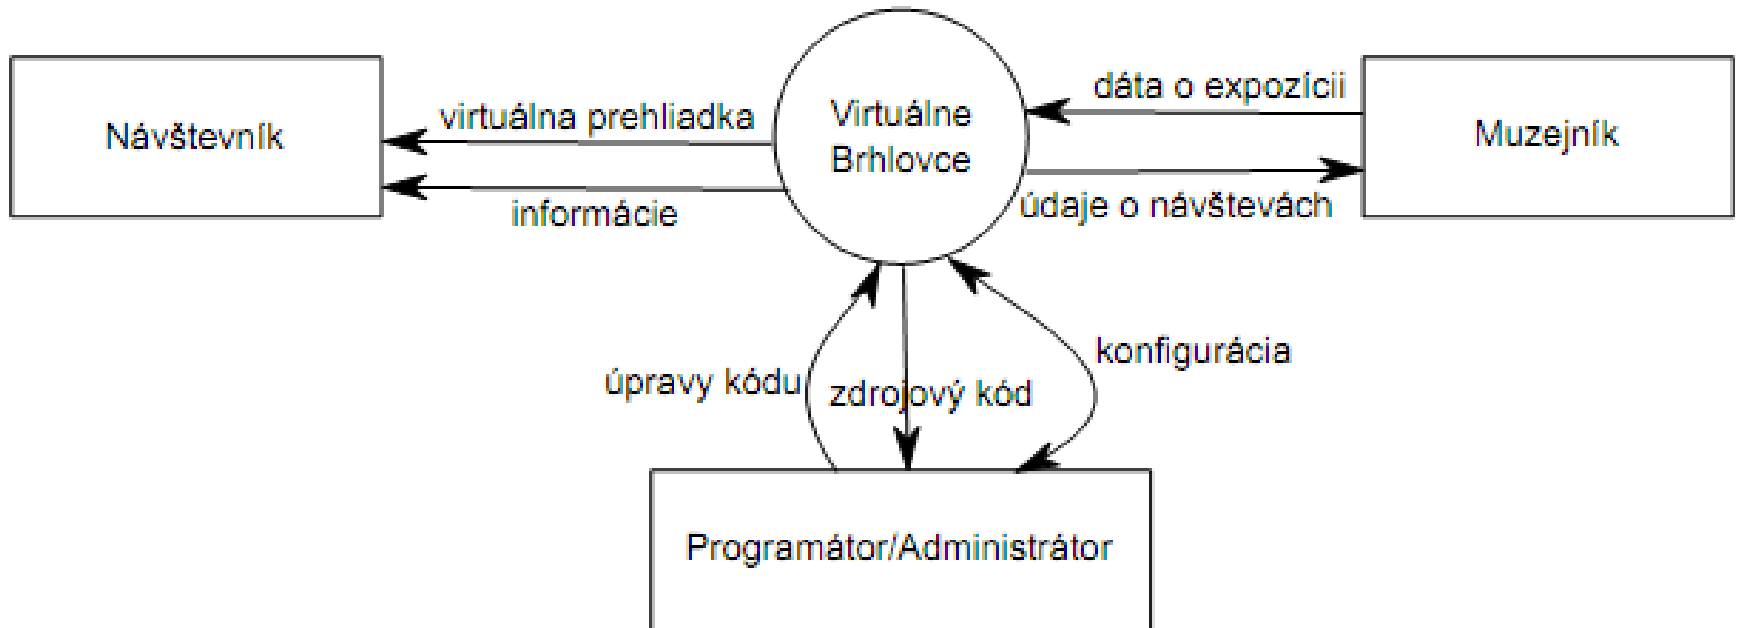 Návštevník
virtuálna prehliadka
informácie
Virtuálne
Brhlovce
dáta o expozícii
údaje o návštevách
Muzejník
úpravy kódu
zdrojový kód
konfigurácia
Programátor/Administrátor